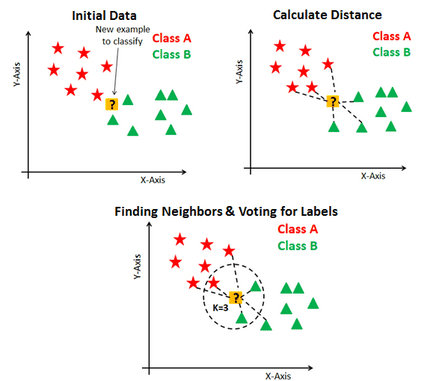 Initial Data
New example
to classify
Class A
Class B
Y-Axis
?
X-Axis
Calculate Distance
Class A
Class B
Y-Axis
?
X-Axis
Finding Neighbors & Voting for Labels
Class A
Class B
Y-Axis
?
K=3
X-Axis